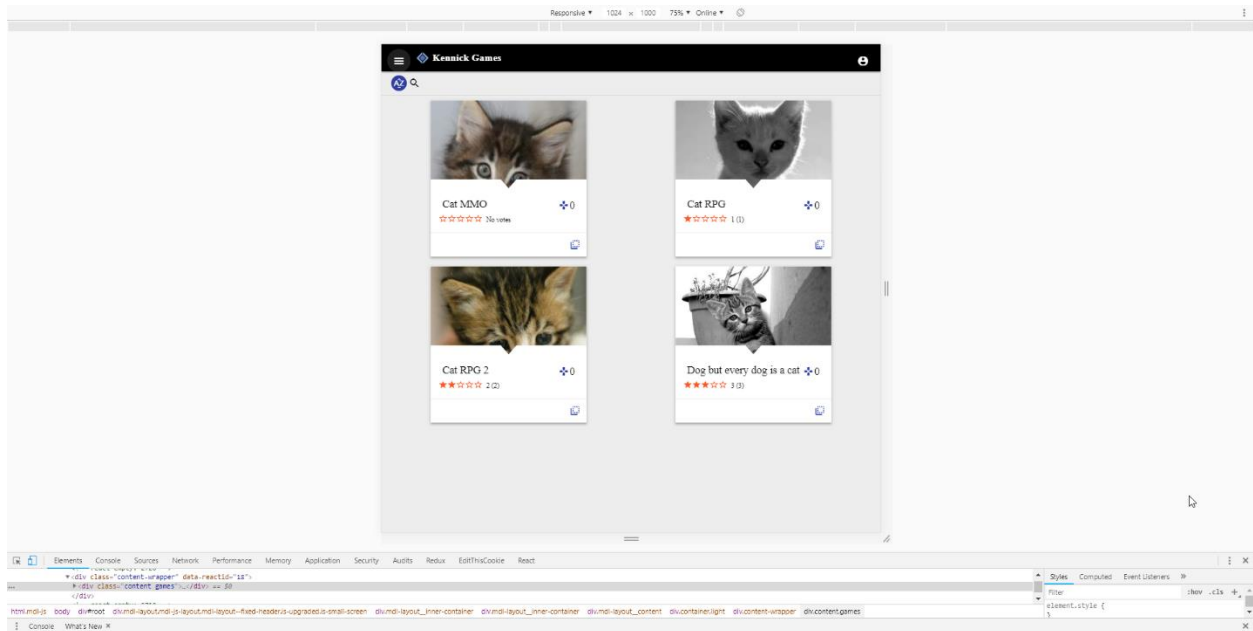 Responsive ▾ 1024 × 1000 75% ▾ Online ▾
Kennick Games
AZ
Cat MMO 0
No votes
Cat RPG 0
1 (1)
Cat RPG 2 0
2 (2)
Dog but every dog is a cat 0
3 (3)
Elements Console Sources Network Performance Memory Application Security Audits Redux EditThisCookie React
▾<div class="content-wrapper" data-reactid="18">
▸<div class="content games">…</div> == $0
</div>
html.mdl-js body div#root div.mdl-layout.mdl-js-layout.mdl-layout--fixed-header.is-upgraded.is-small-screen div.mdl-layout__inner-container div.mdl-layout__inner-container div.mdl-layout__content div.container.light div.content-wrapper div.content.games
Styles Computed Event Listeners »
Filter :hov .cls +
element.style {
}
Console What's New ×